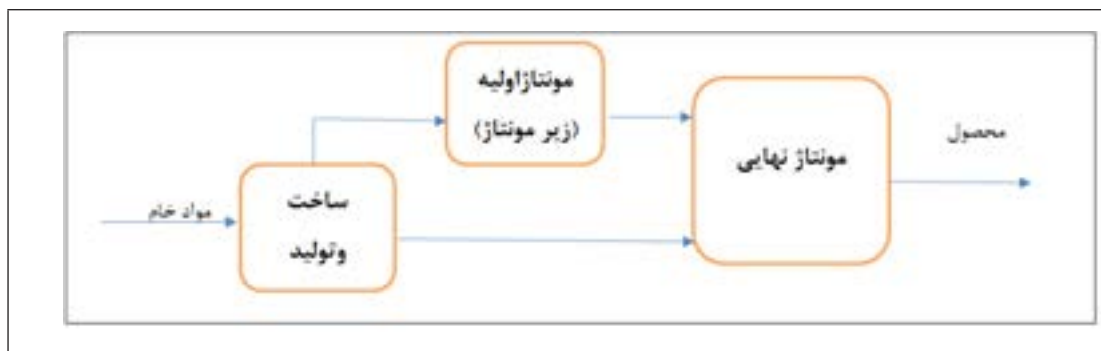 مونتاژاولیه
(زیر مونتاژ)
مونتاژ نهایی
محصول
ساخت
وتولید
مواد خام